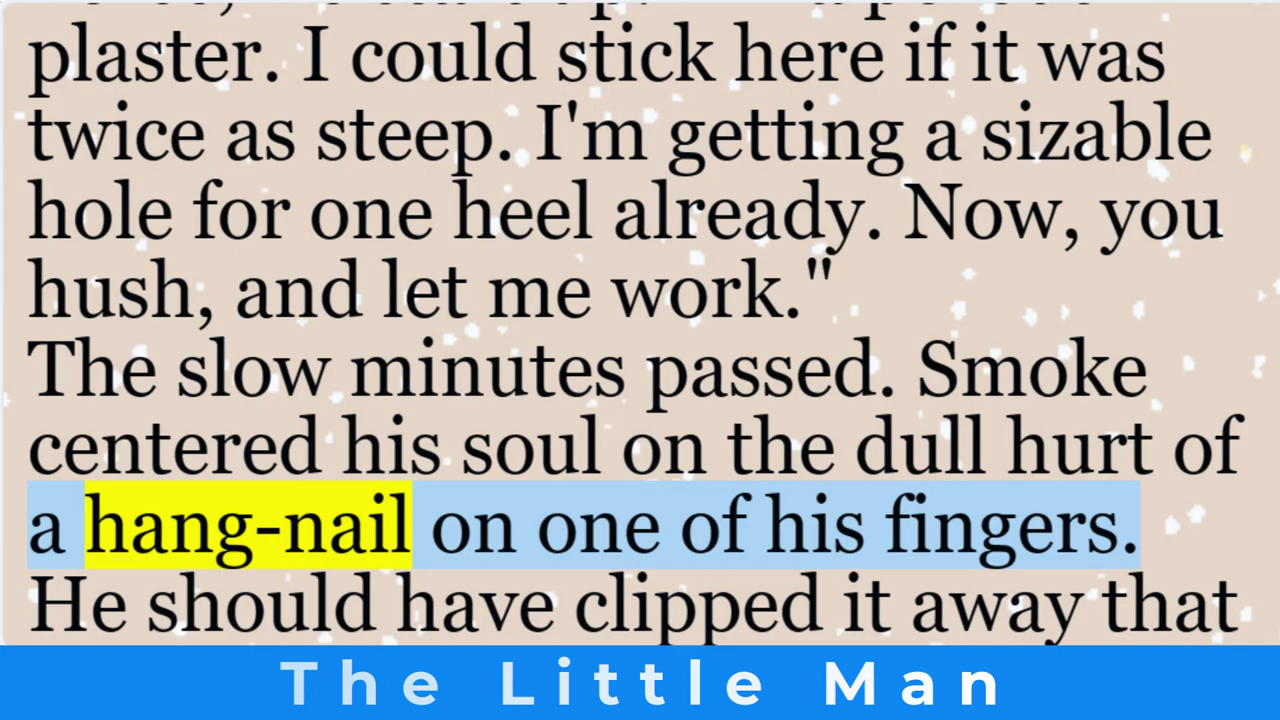 plaster. I could stick here if it was
twice as steep. I'm getting a sizable
hole for one heel already. Now, you
hush, and let me work."
The slow minutes passed. Smoke
centered his soul on the dull hurt of
a hang-nail on one of his fingers.
He should have clipped it away that
The Little Man